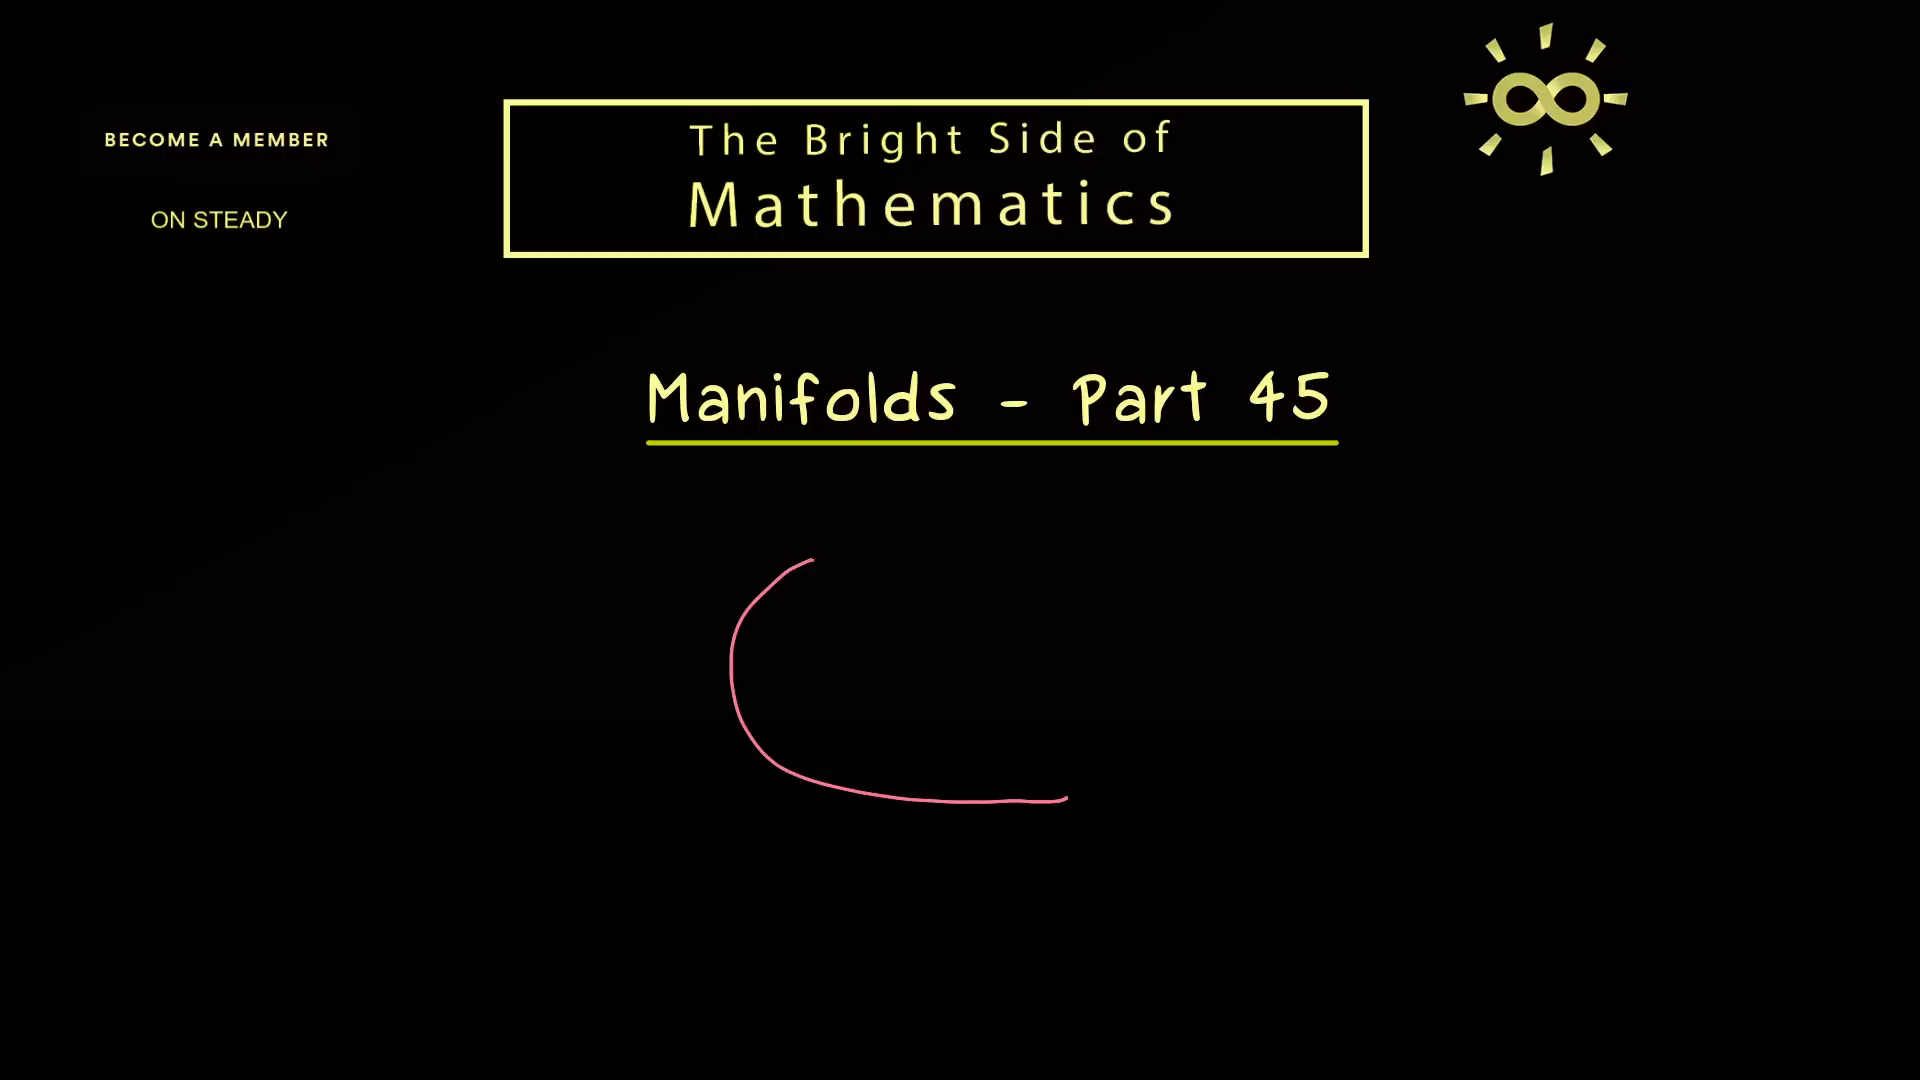 BECOME A MEMBER
ON STEADY
The Bright Side of
Mathematics
Manifolds - Part 45